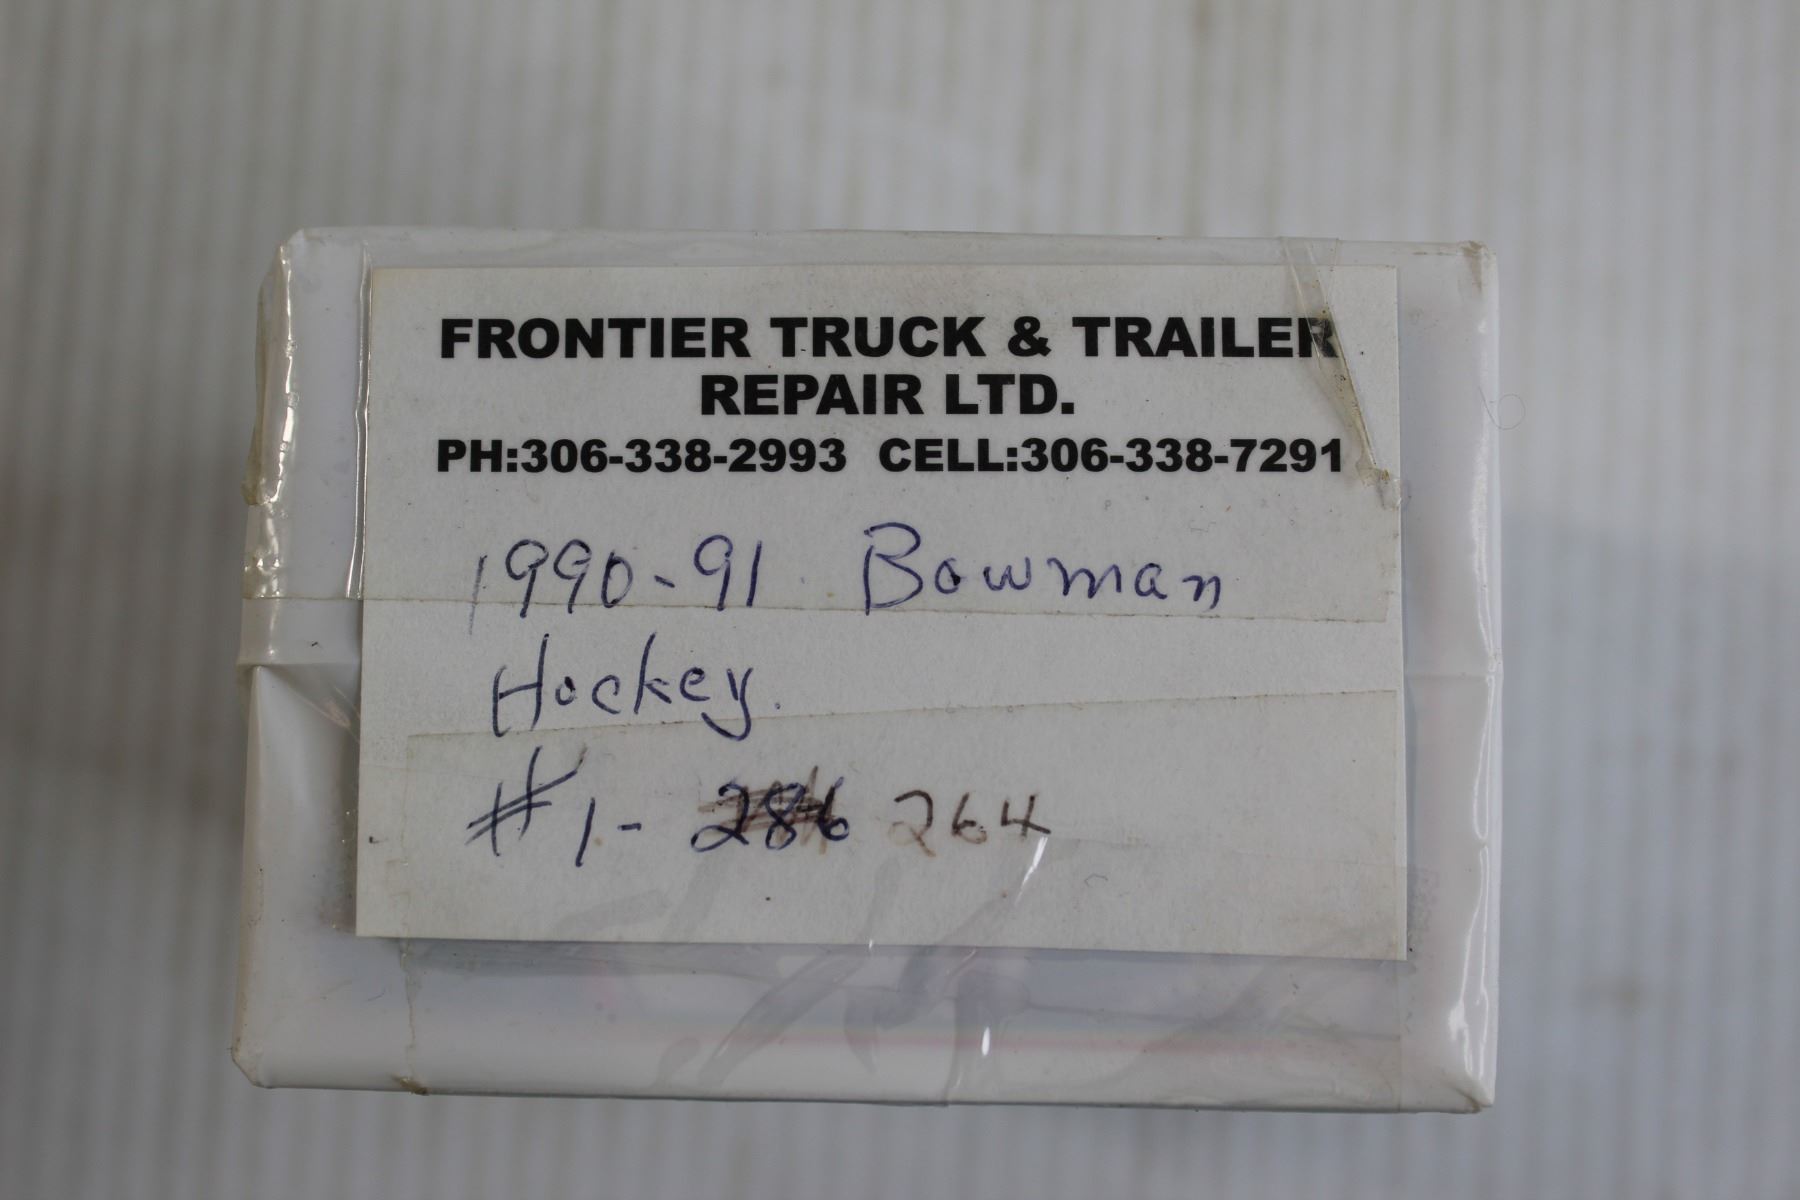 FRONTIER TRUCK & TRAILER
REPAIR LTD.
PH:306-338-2993 CELL:306-338-7291
1990-91 Bowman
Hockey.
#1- 286 264